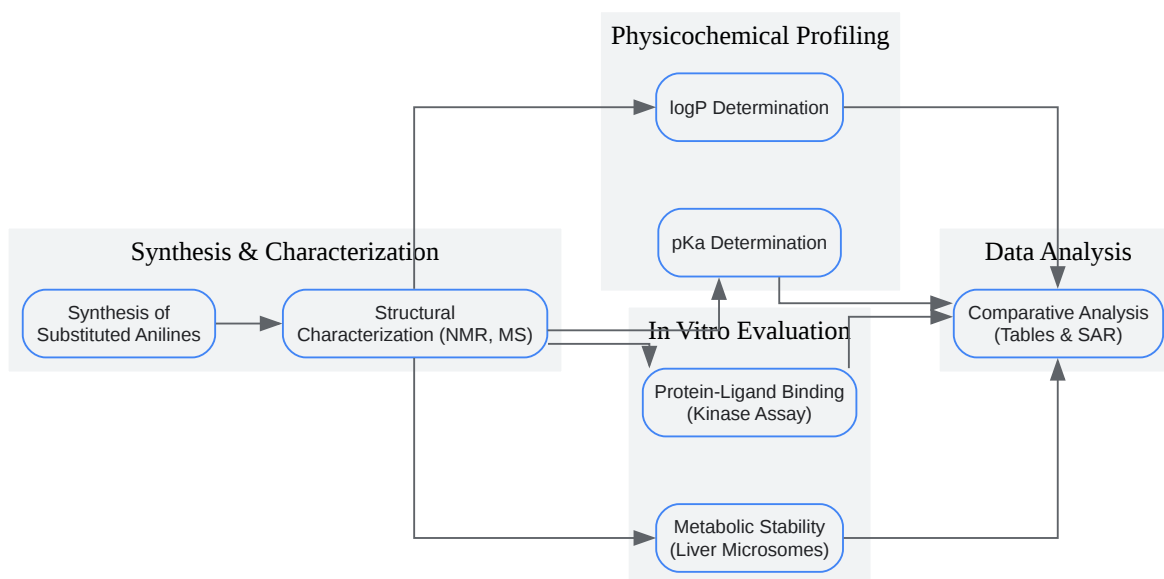 Physicochemical Profiling
logP Determination
pKa Determination
Synthesis & Characterization
Synthesis of
Substituted Anilines
Structural
Characterization (NMR, MS)
In Vitro Evaluation
Protein-Ligand Binding
(Kinase Assay)
Metabolic Stability
(Liver Microsomes)
Data Analysis
Comparative Analysis
(Tables & SAR)